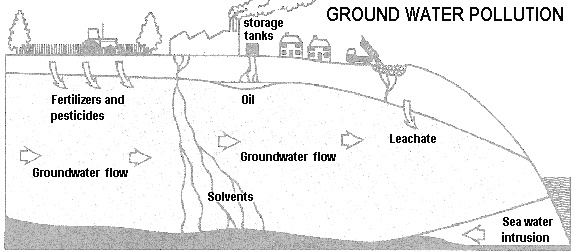 GROUND WATER POLLUTION
storage
tanks
Fertilizers and
pesticides
Oil
Leachate
Groundwater flow
Groundwater flow
Solvents
Sea water
intrusion